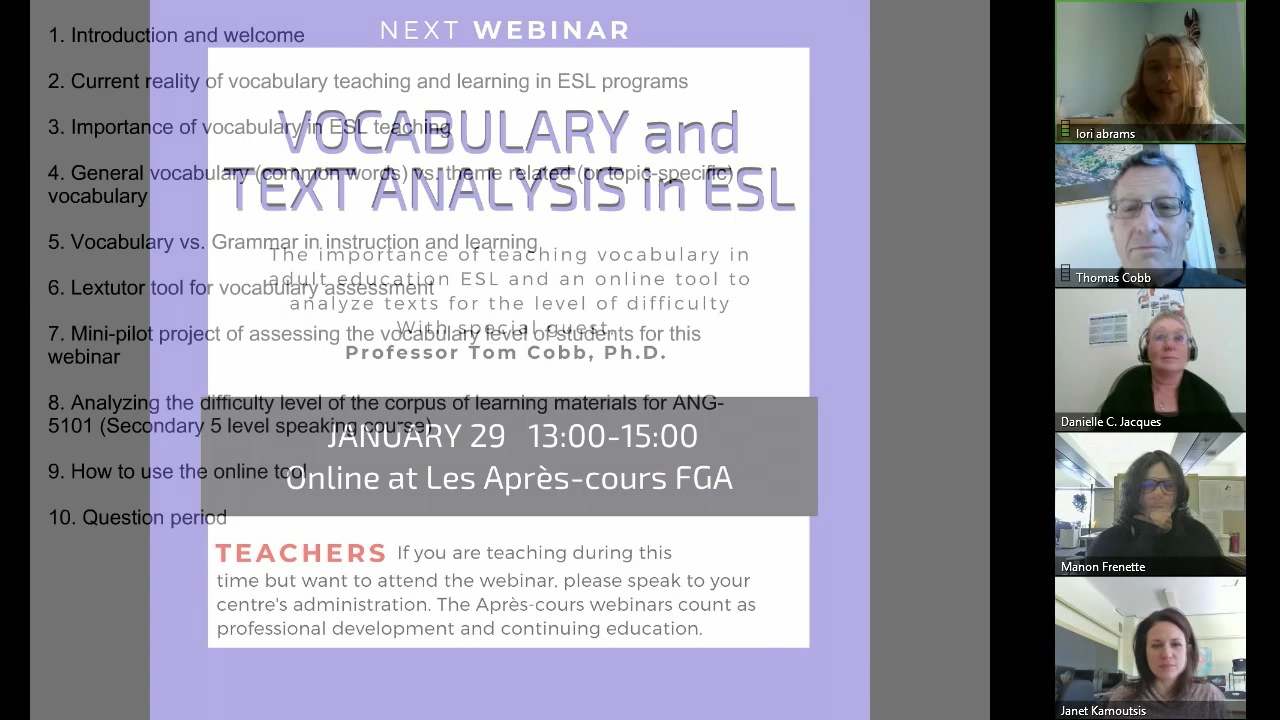 NEXT WEBINAR
VOCABULARY and
TEXT ANALYSIS in ESL
The importance of teaching vocabulary in
adult education ESL and an online tool to
analyze texts for the level of difficulty
With special guest
Professor Tom Cobb, Ph.D.
JANUARY 29 13:00-15:00
Online at Les Après-cours FGA
TEACHERS If you are teaching during this
time but want to attend the webinar, please speak to your
centre's administration. The Après-cours webinars count as
professional development and continuing education.
1. Introduction and welcome
2. Current reality of vocabulary teaching and learning in ESL programs
3. Importance of vocabulary in ESL teaching
4. General vocabulary (common words) vs. theme related (or topic-specific)
vocabulary
5. Vocabulary vs. Grammar in instruction and learning
6. Lextutor tool for vocabulary assessment
7. Mini-pilot project of assessing the vocabulary level of students for this
webinar
8. Analyzing the difficulty level of the corpus of learning materials for ANG-
5101 (Secondary 5 level speaking course)
9. How to use the online tool
10. Question period
lori abrams
Thomas Cobb
Danielle C. Jacques
Manon Frenette
Janet Kamoutsis